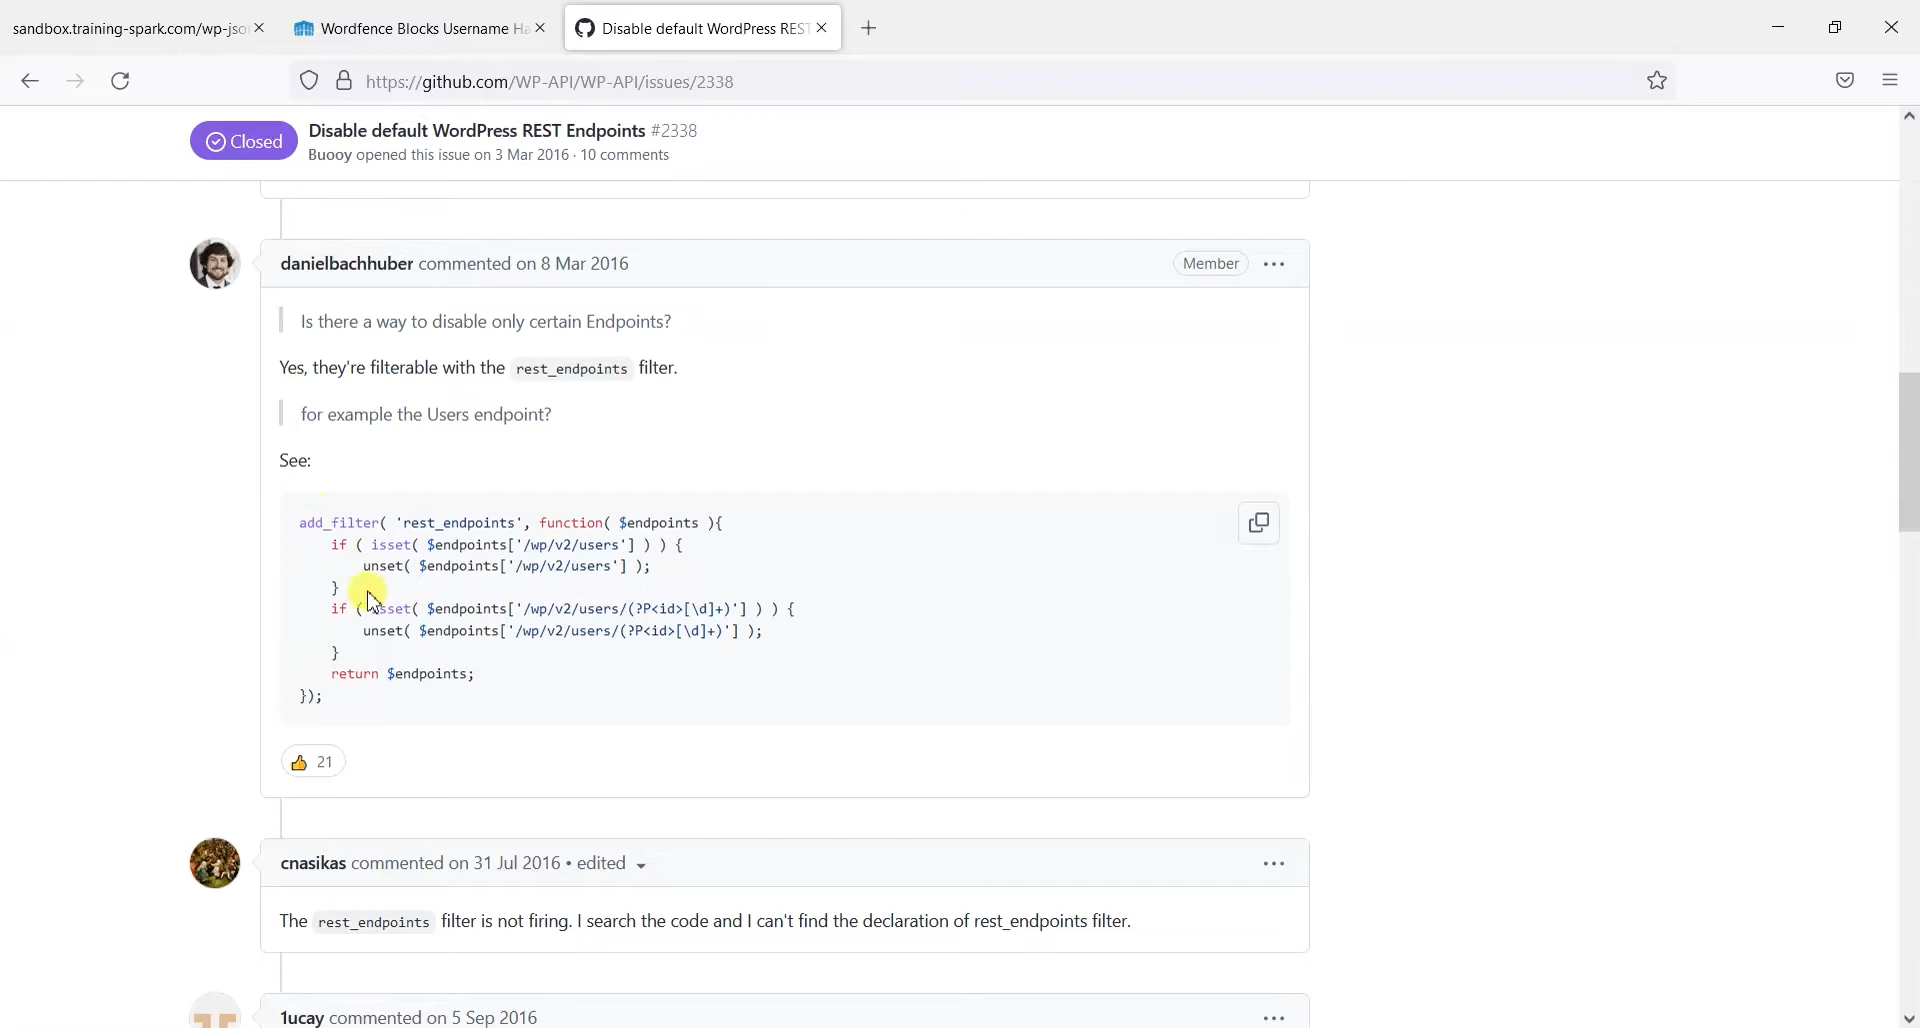 sandbox.training-spark.com/wp-jso
Wordfence Blocks Username Ha
Disable default WordPress REST
https://github.com/WP-API/WP-API/issues/2338
Closed
Disable default WordPress REST Endpoints #2338
Buooy opened this issue on 3 Mar 2016 · 10 comments
danielbachhuber commented on 8 Mar 2016
Member
Is there a way to disable only certain Endpoints?
Yes, they're filterable with the rest_endpoints filter.
for example the Users endpoint?
See:
add_filter( 'rest_endpoints', function( $endpoints ){
if ( isset( $endpoints['/wp/v2/users'] ) ) {
unset( $endpoints['/wp/v2/users'] );
}
if ( isset( $endpoints['/wp/v2/users/(?P<id>[\d]+)'] ) ) {
unset( $endpoints['/wp/v2/users/(?P<id>[\d]+)'] );
}
return $endpoints;
});
👍 21
cnasikas commented on 31 Jul 2016 • edited
The rest_endpoints filter is not firing. I search the code and I can't find the declaration of rest_endpoints filter.
1ucay commented on 5 Sep 2016